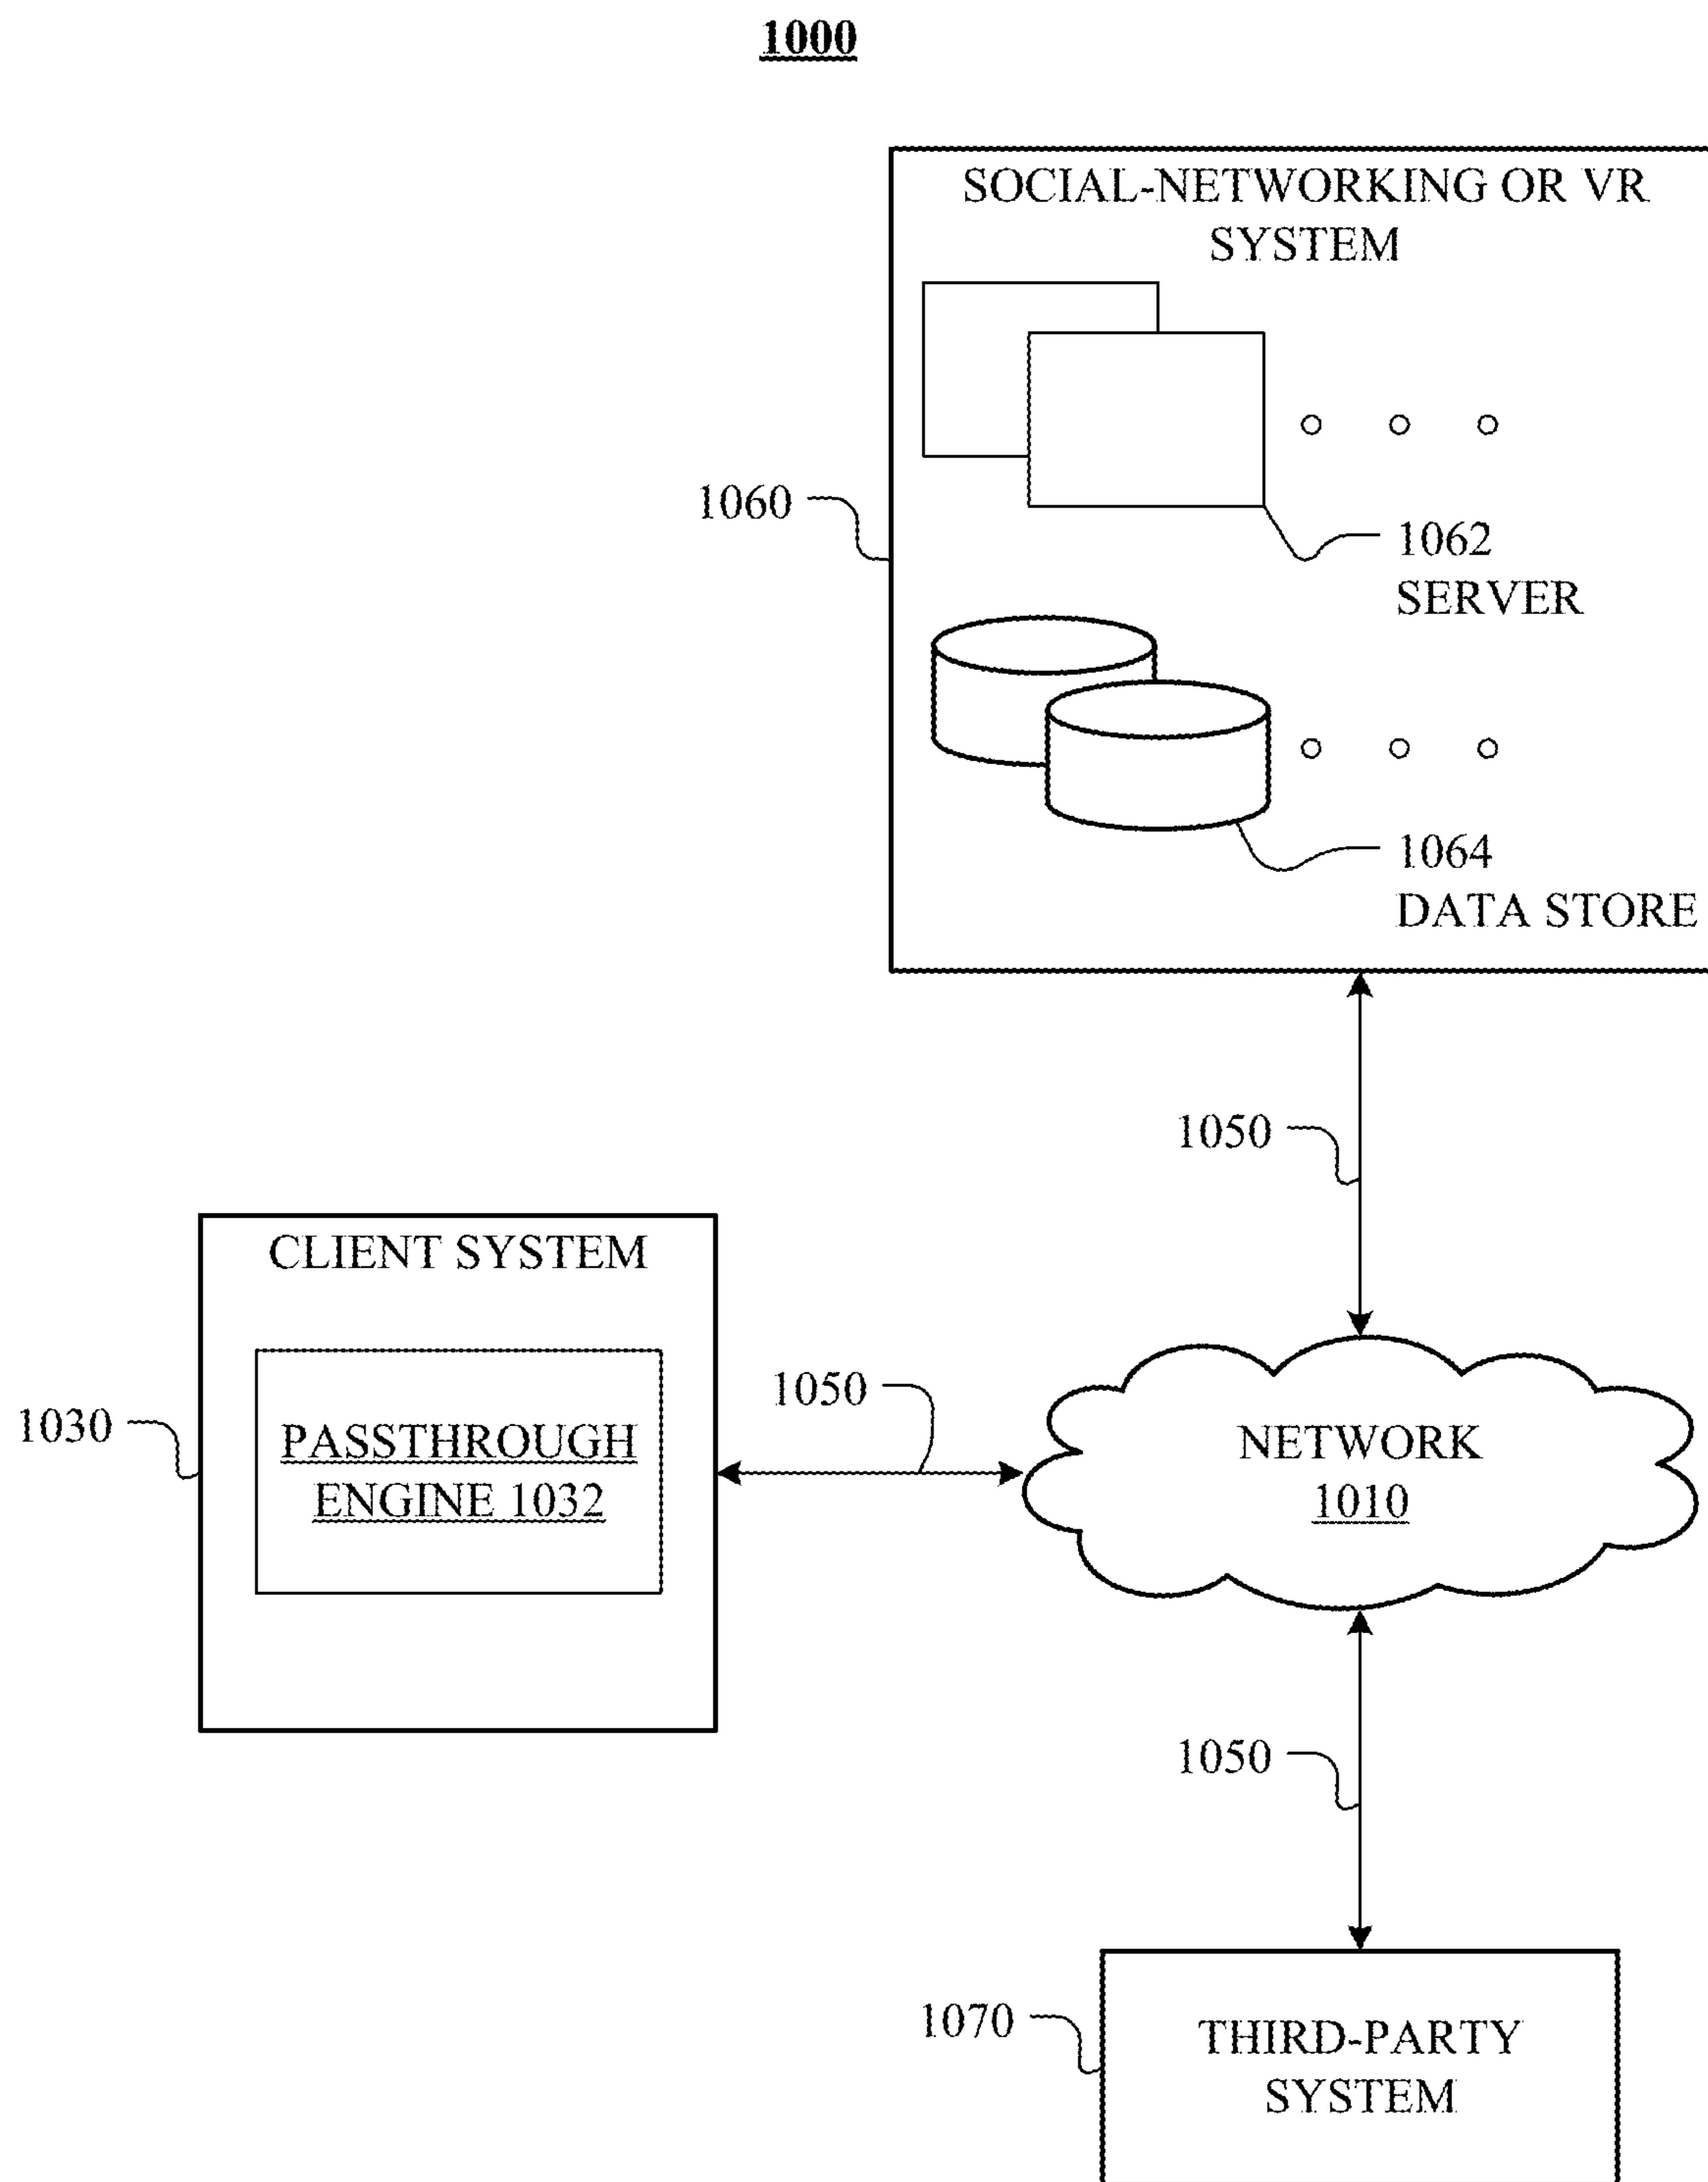 1000
SOCIAL-NETWORKING OR VR
SYSTEM
1060
1062
SERVER
1064
DATA STORE
1050
CLIENT SYSTEM
1030
PASSTHROUGH
ENGINE 1032
1050
NETWORK
1010
1050
1070
THIRD-PARTY
SYSTEM